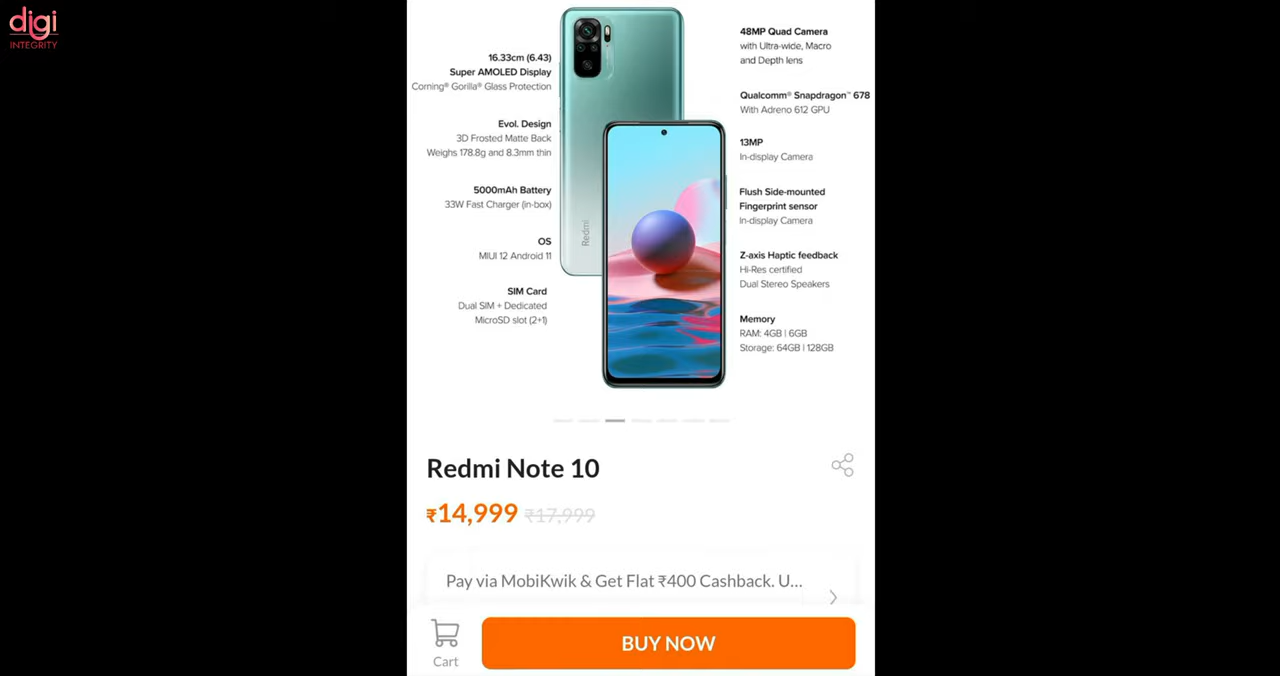 digi
INTEGRITY
16.33cm (6.43)
Super AMOLED Display
Corning® Gorilla® Glass Protection
Evol. Design
3D Frosted Matte Back
Weighs 178.8g and 8.3mm thin
5000mAh Battery
33W Fast Charger (in-box)
OS
MIUI 12 Android 11
SIM Card
Dual SIM + Dedicated
MicroSD slot (2+1)
Redmi
48MP Quad Camera
with Ultra-wide, Macro
and Depth lens
Qualcomm® Snapdragon™ 678
With Adreno 612 GPU
13MP
In-display Camera
Flush Side-mounted
Fingerprint sensor
In-display Camera
Z-axis Haptic feedback
Hi-Res certified
Dual Stereo Speakers
Memory
RAM: 4GB | 6GB
Storage: 64GB | 128GB
Redmi Note 10
₹14,999 ₹17,999
Pay via MobiKwik & Get Flat ₹400 Cashback. U...
Cart
BUY NOW